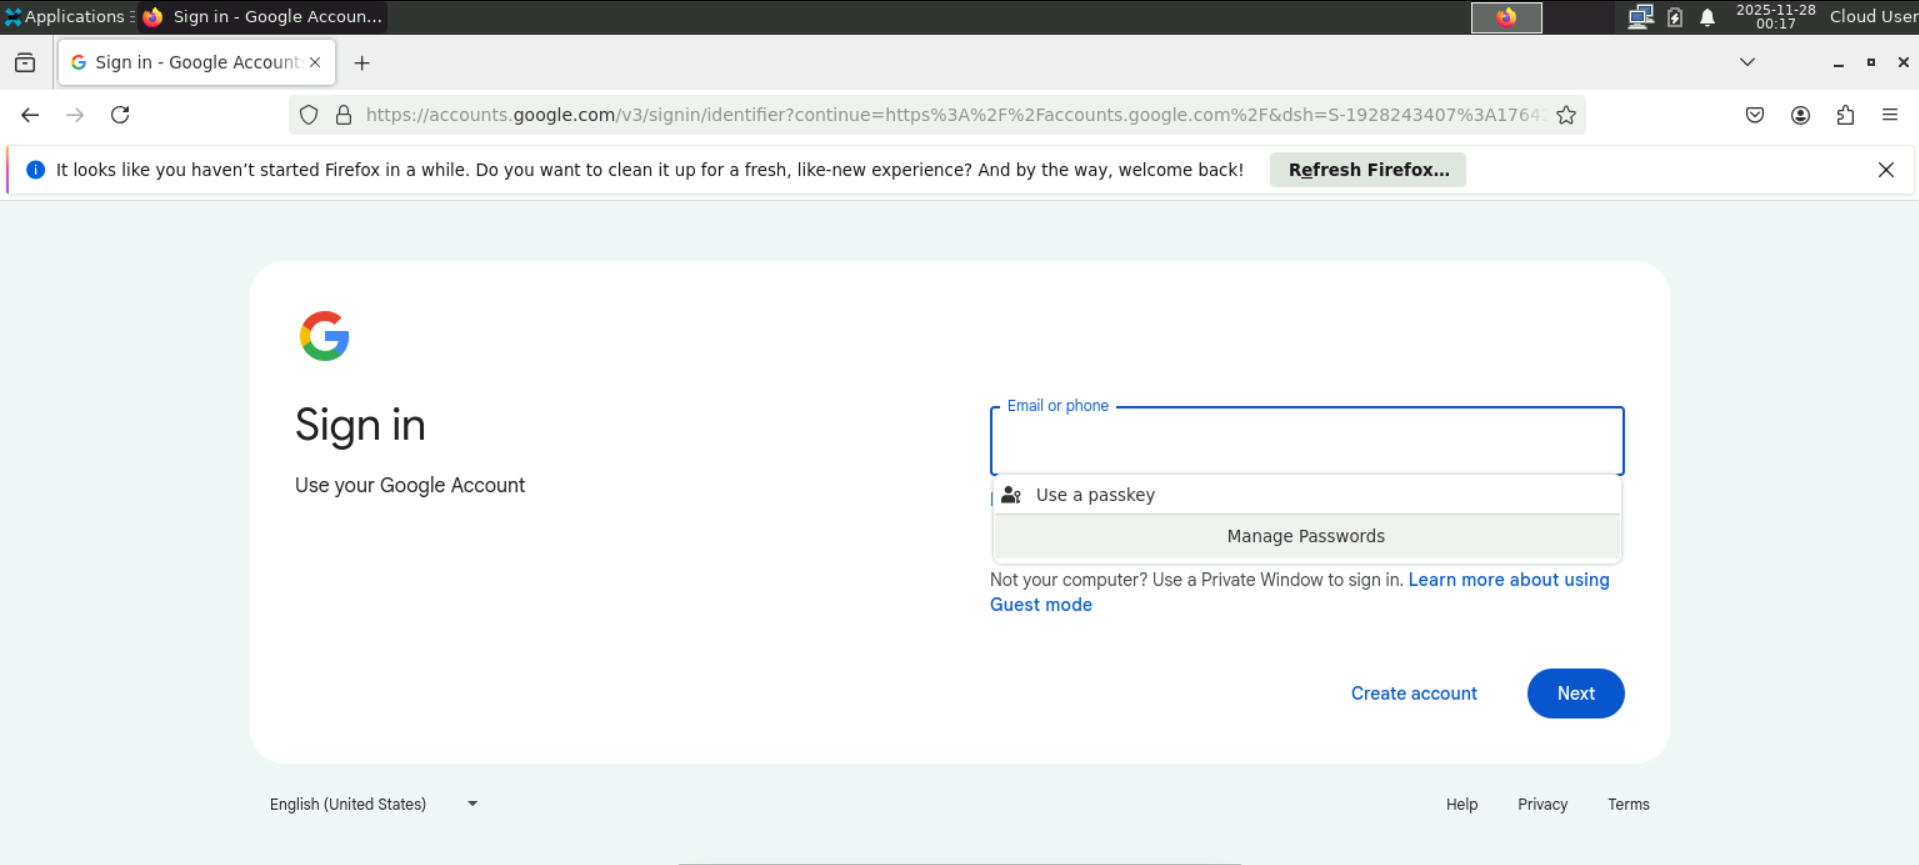 Applications
Sign in - Google Accoun...
2025-11-28
00:17
Cloud User
Sign in - Google Accounts
https://accounts.google.com/v3/signin/identifier?continue=https%3A%2F%2Faccounts.google.com%2F&dsh=S-1928243407%3A1764
It looks like you haven’t started Firefox in a while. Do you want to clean it up for a fresh, like-new experience? And by the way, welcome back!
Refresh Firefox...
Sign in
Use your Google Account
Email or phone
Use a passkey
Manage Passwords
Not your computer? Use a Private Window to sign in. Learn more about using
Guest mode
Create account
Next
English (United States)
Help
Privacy
Terms